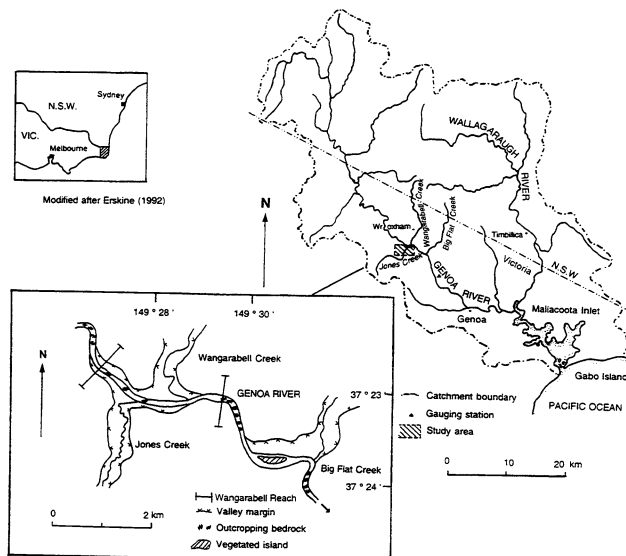 Sydney
N.S.W.
VIC.
Melbourne
Modified after Erskine (1992)
N
WALLAGARAUGH
RIVER
Wangarabell Creek
Big Flat Creek
Wroxham
Timbillica
Jones Creek
GENOA RIVER
Victoria
N.S.W
Genoa
Mallacoota Inlet
Gabo Island
PACIFIC OCEAN
Catchment boundary
Gauging station
Study area
0 10 20 km
149° 28'
149° 30'
N
Wangarabell Creek
GENOA RIVER
37° 23'
Jones Creek
Big Flat Creek
37° 24'
Wangarabell Reach
Valley margin
Outcropping bedrock
Vegetated island
0 2 km